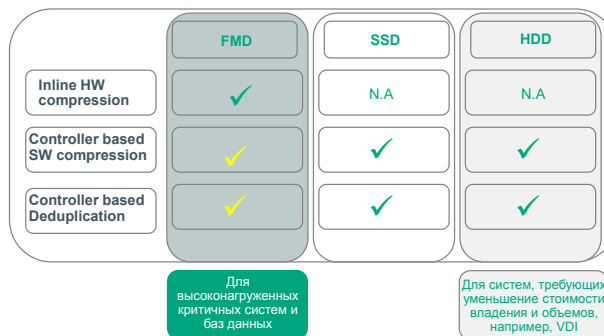 FMD
SSD
HDD
Inline HW
compression
N.A
N.A
Controller based
SW compression
Controller based
Deduplication
Для
высоконагруженных
критичных систем и
баз данных
Для систем, требующих
уменьшение стоимости
владения и объемов,
например, VDI